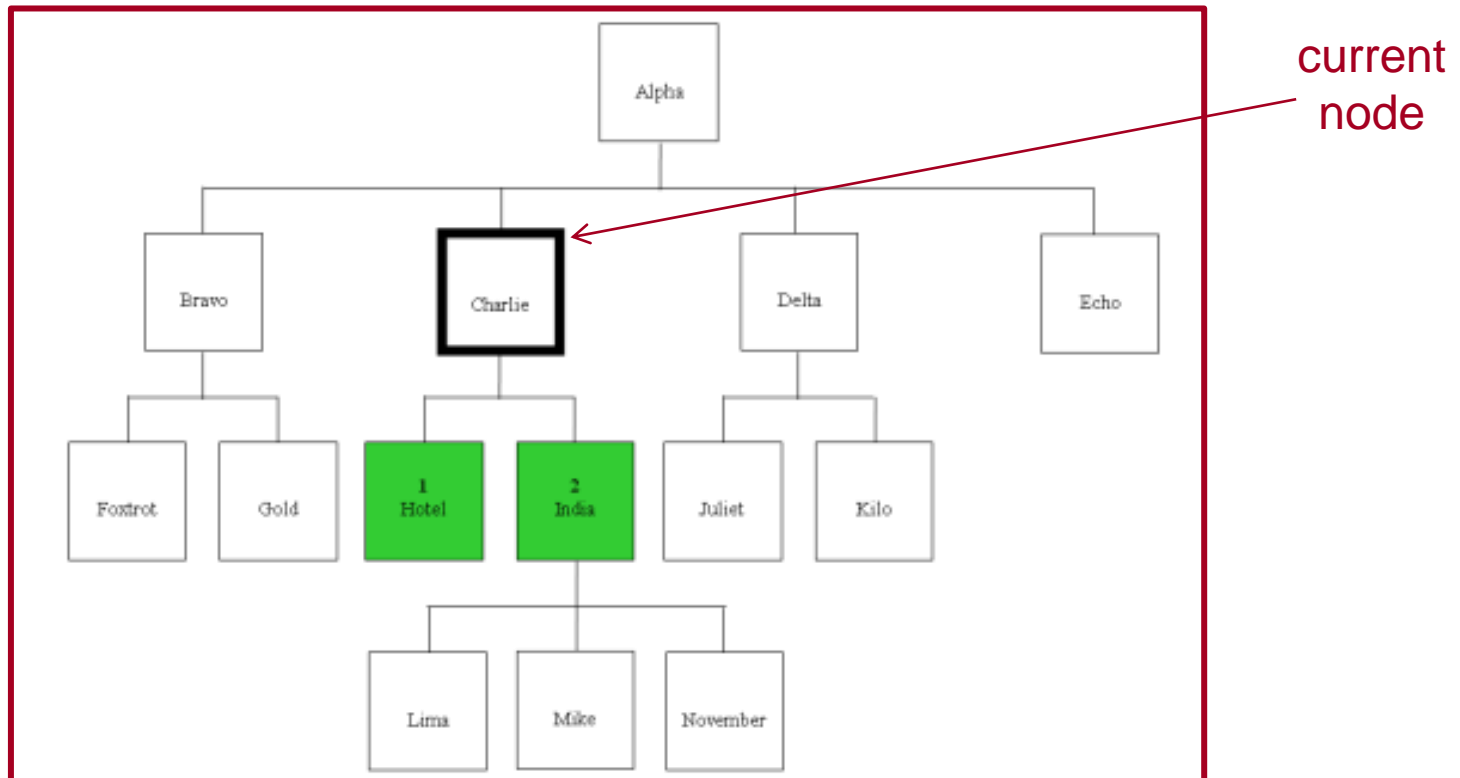 current
node
Alpha
Bravo
Charlie
Delta
Echo
Foxtrot
Gold
1
Hotel
2
India
Juliet
Kilo
Lima
Mike
November